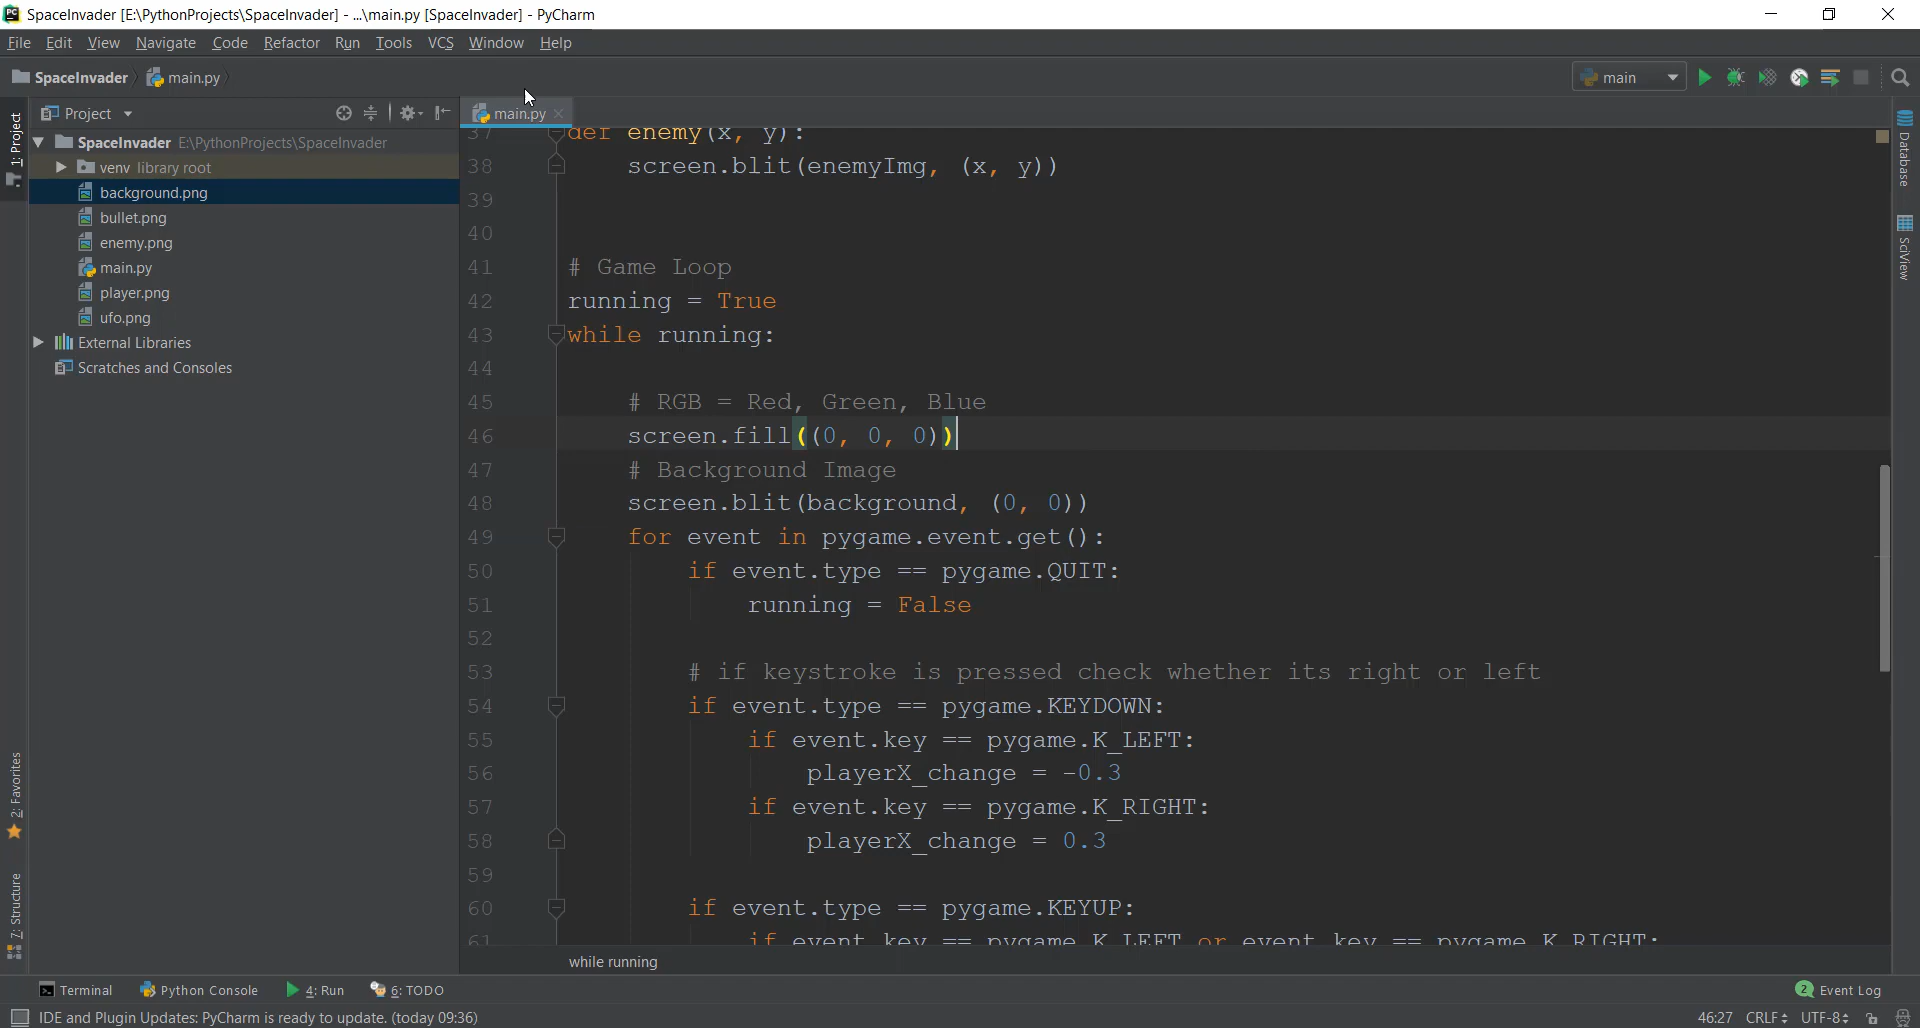 SpaceInvader [E:\PythonProjects\SpaceInvader] - ...\main.py [SpaceInvader] - PyCharm
File Edit View Navigate Code Refactor Run Tools VCS Window Help
SpaceInvader main.py main
Project main.py
1: Project
SpaceInvader E:\PythonProjects\SpaceInvader
venv library root
background.png
bullet.png
enemy.png
main.py
player.png
ufo.png
External Libraries
Scratches and Consoles
2: Favorites
7: Structure
37 def enemy(x, y):
38 screen.blit(enemyImg, (x, y))
39
40
41 # Game Loop
42 running = True
43 while running:
44
45 # RGB = Red, Green, Blue
46 screen.fill((0, 0, 0))
47 # Background Image
48 screen.blit(background, (0, 0))
49 for event in pygame.event.get():
50 if event.type == pygame.QUIT:
51 running = False
52
53 # if keystroke is pressed check whether its right or left
54 if event.type == pygame.KEYDOWN:
55 if event.key == pygame.K_LEFT:
56 playerX_change = -0.3
57 if event.key == pygame.K_RIGHT:
58 playerX_change = 0.3
59
60 if event.type == pygame.KEYUP:
61 if event.key == pygame.K_LEFT or event.key == pygame.K_RIGHT:
while running
Database
SciView
Terminal Python Console 4: Run 6: TODO 2 Event Log
IDE and Plugin Updates: PyCharm is ready to update. (today 09:36) 46:27 CRLF UTF-8